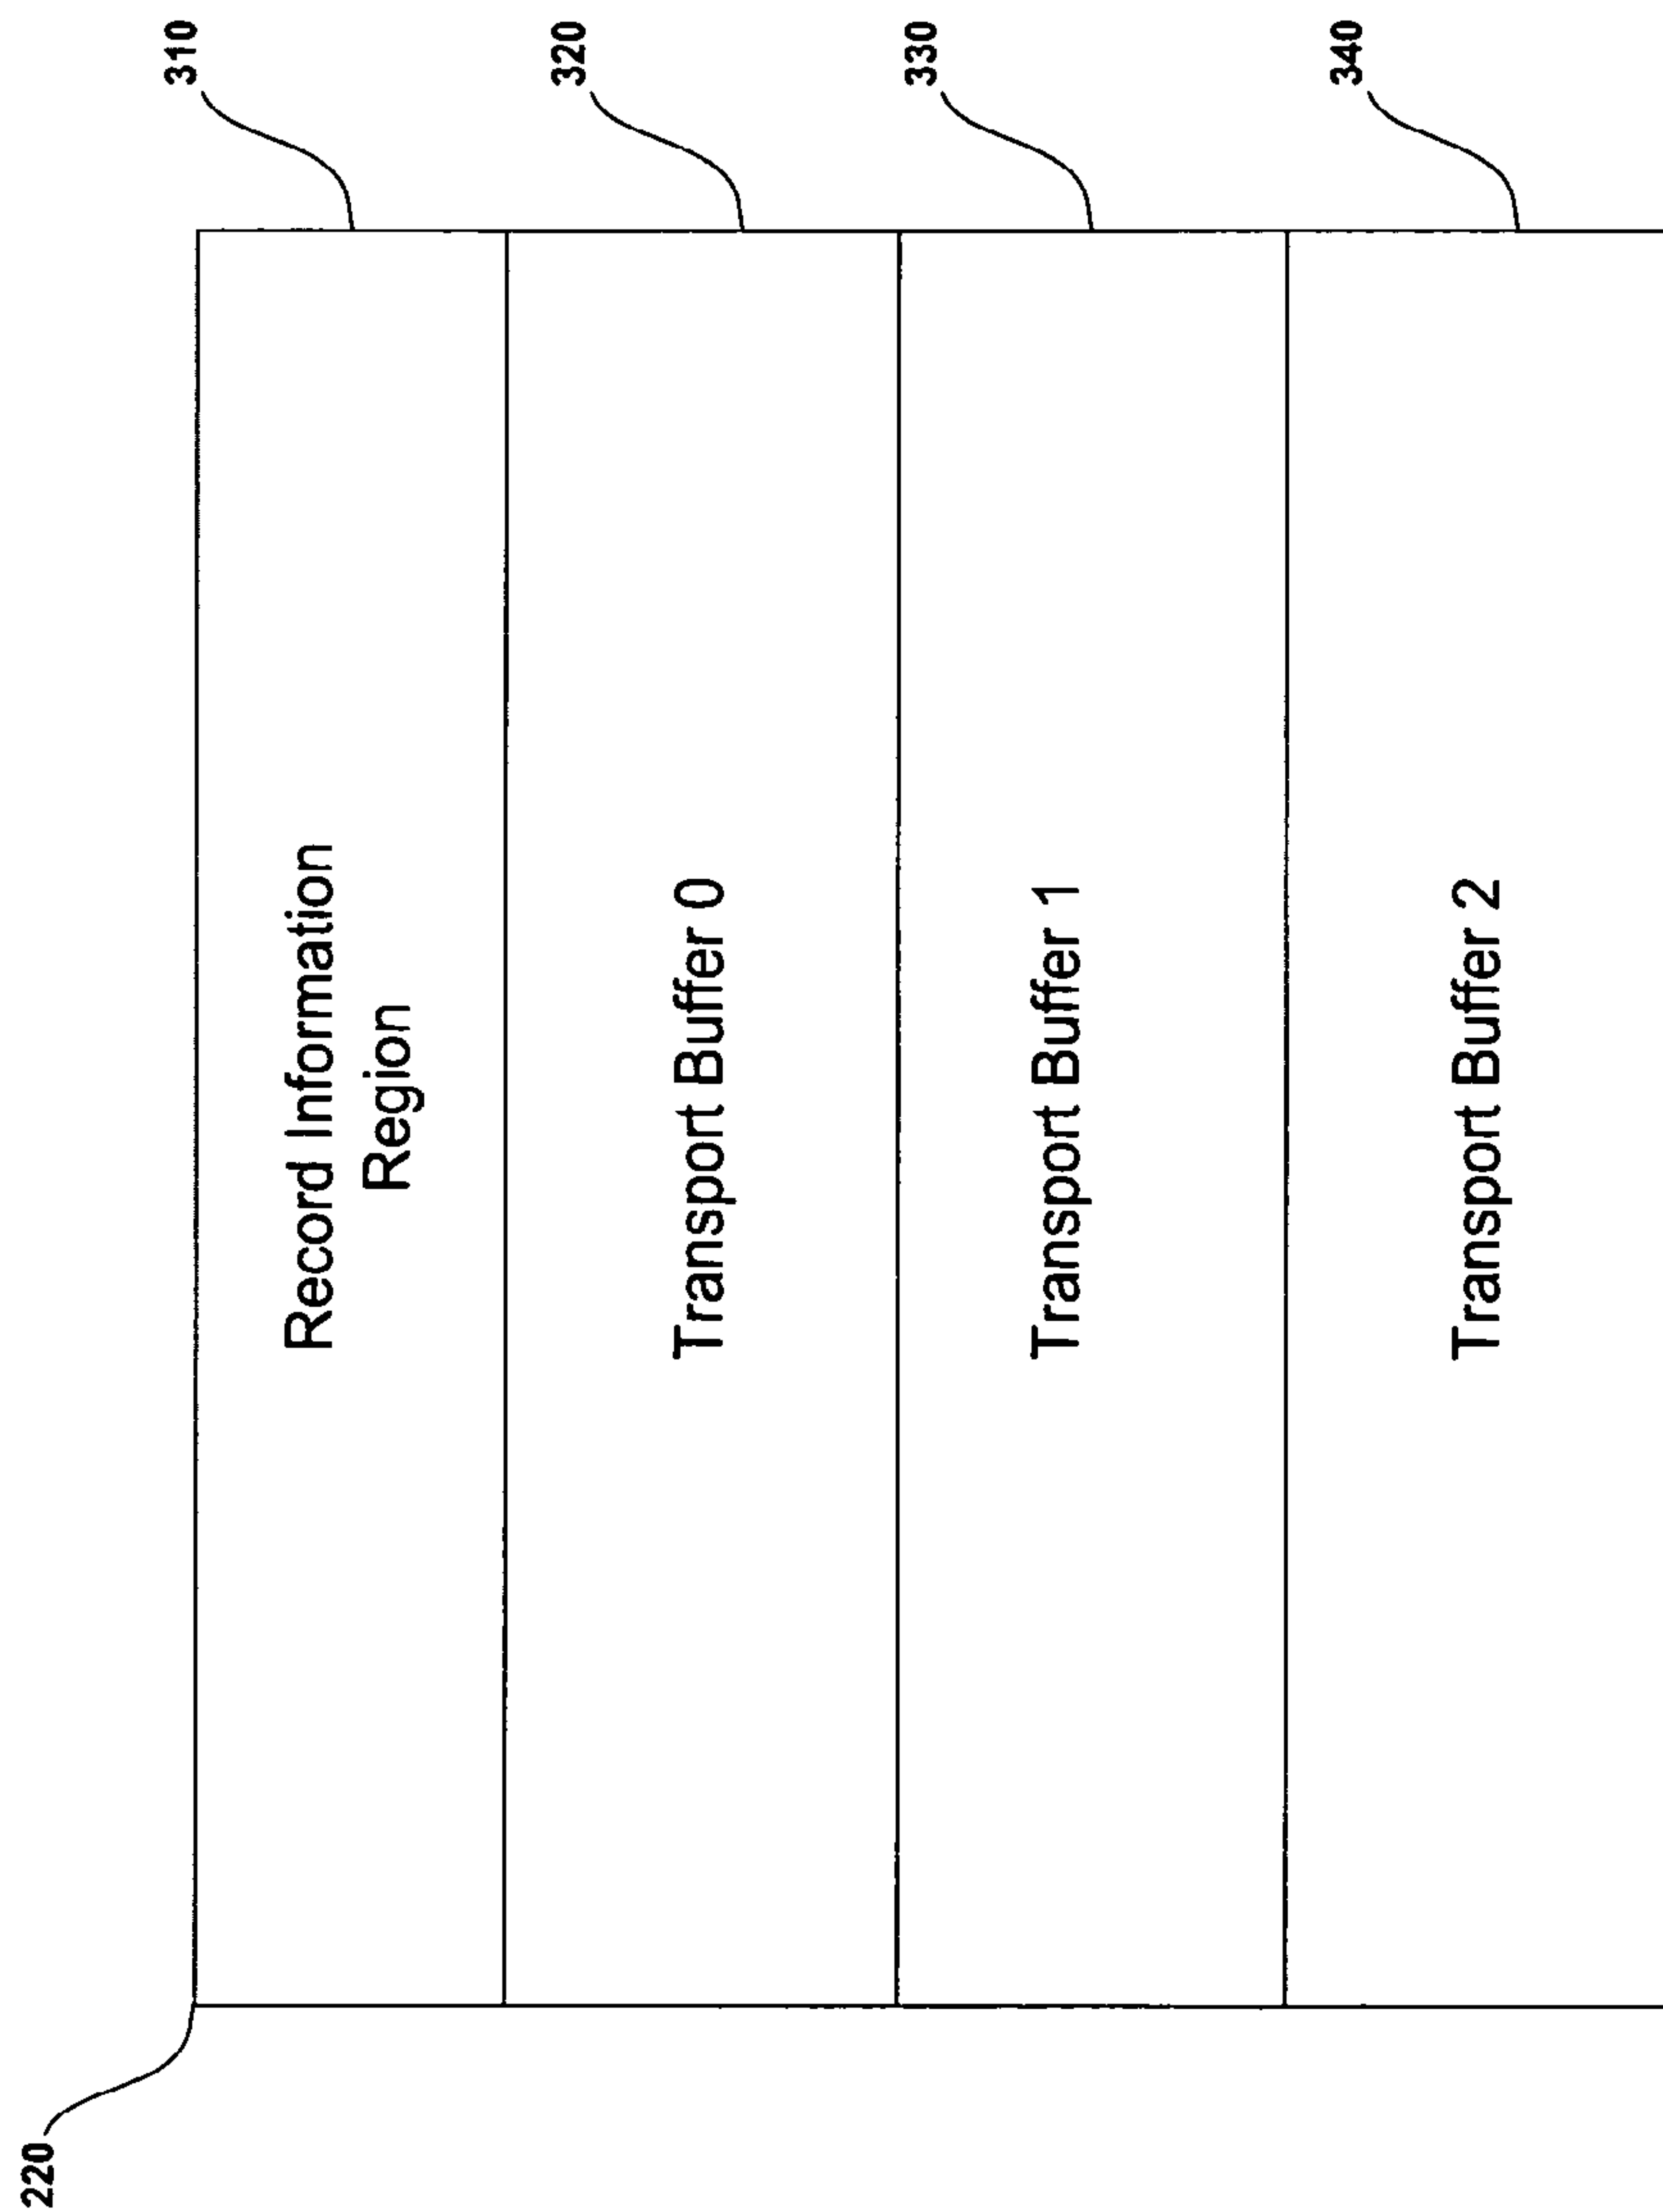 220
310
Record Information
Region
320
Transport Buffer 0
330
Transport Buffer 1
340
Transport Buffer 2